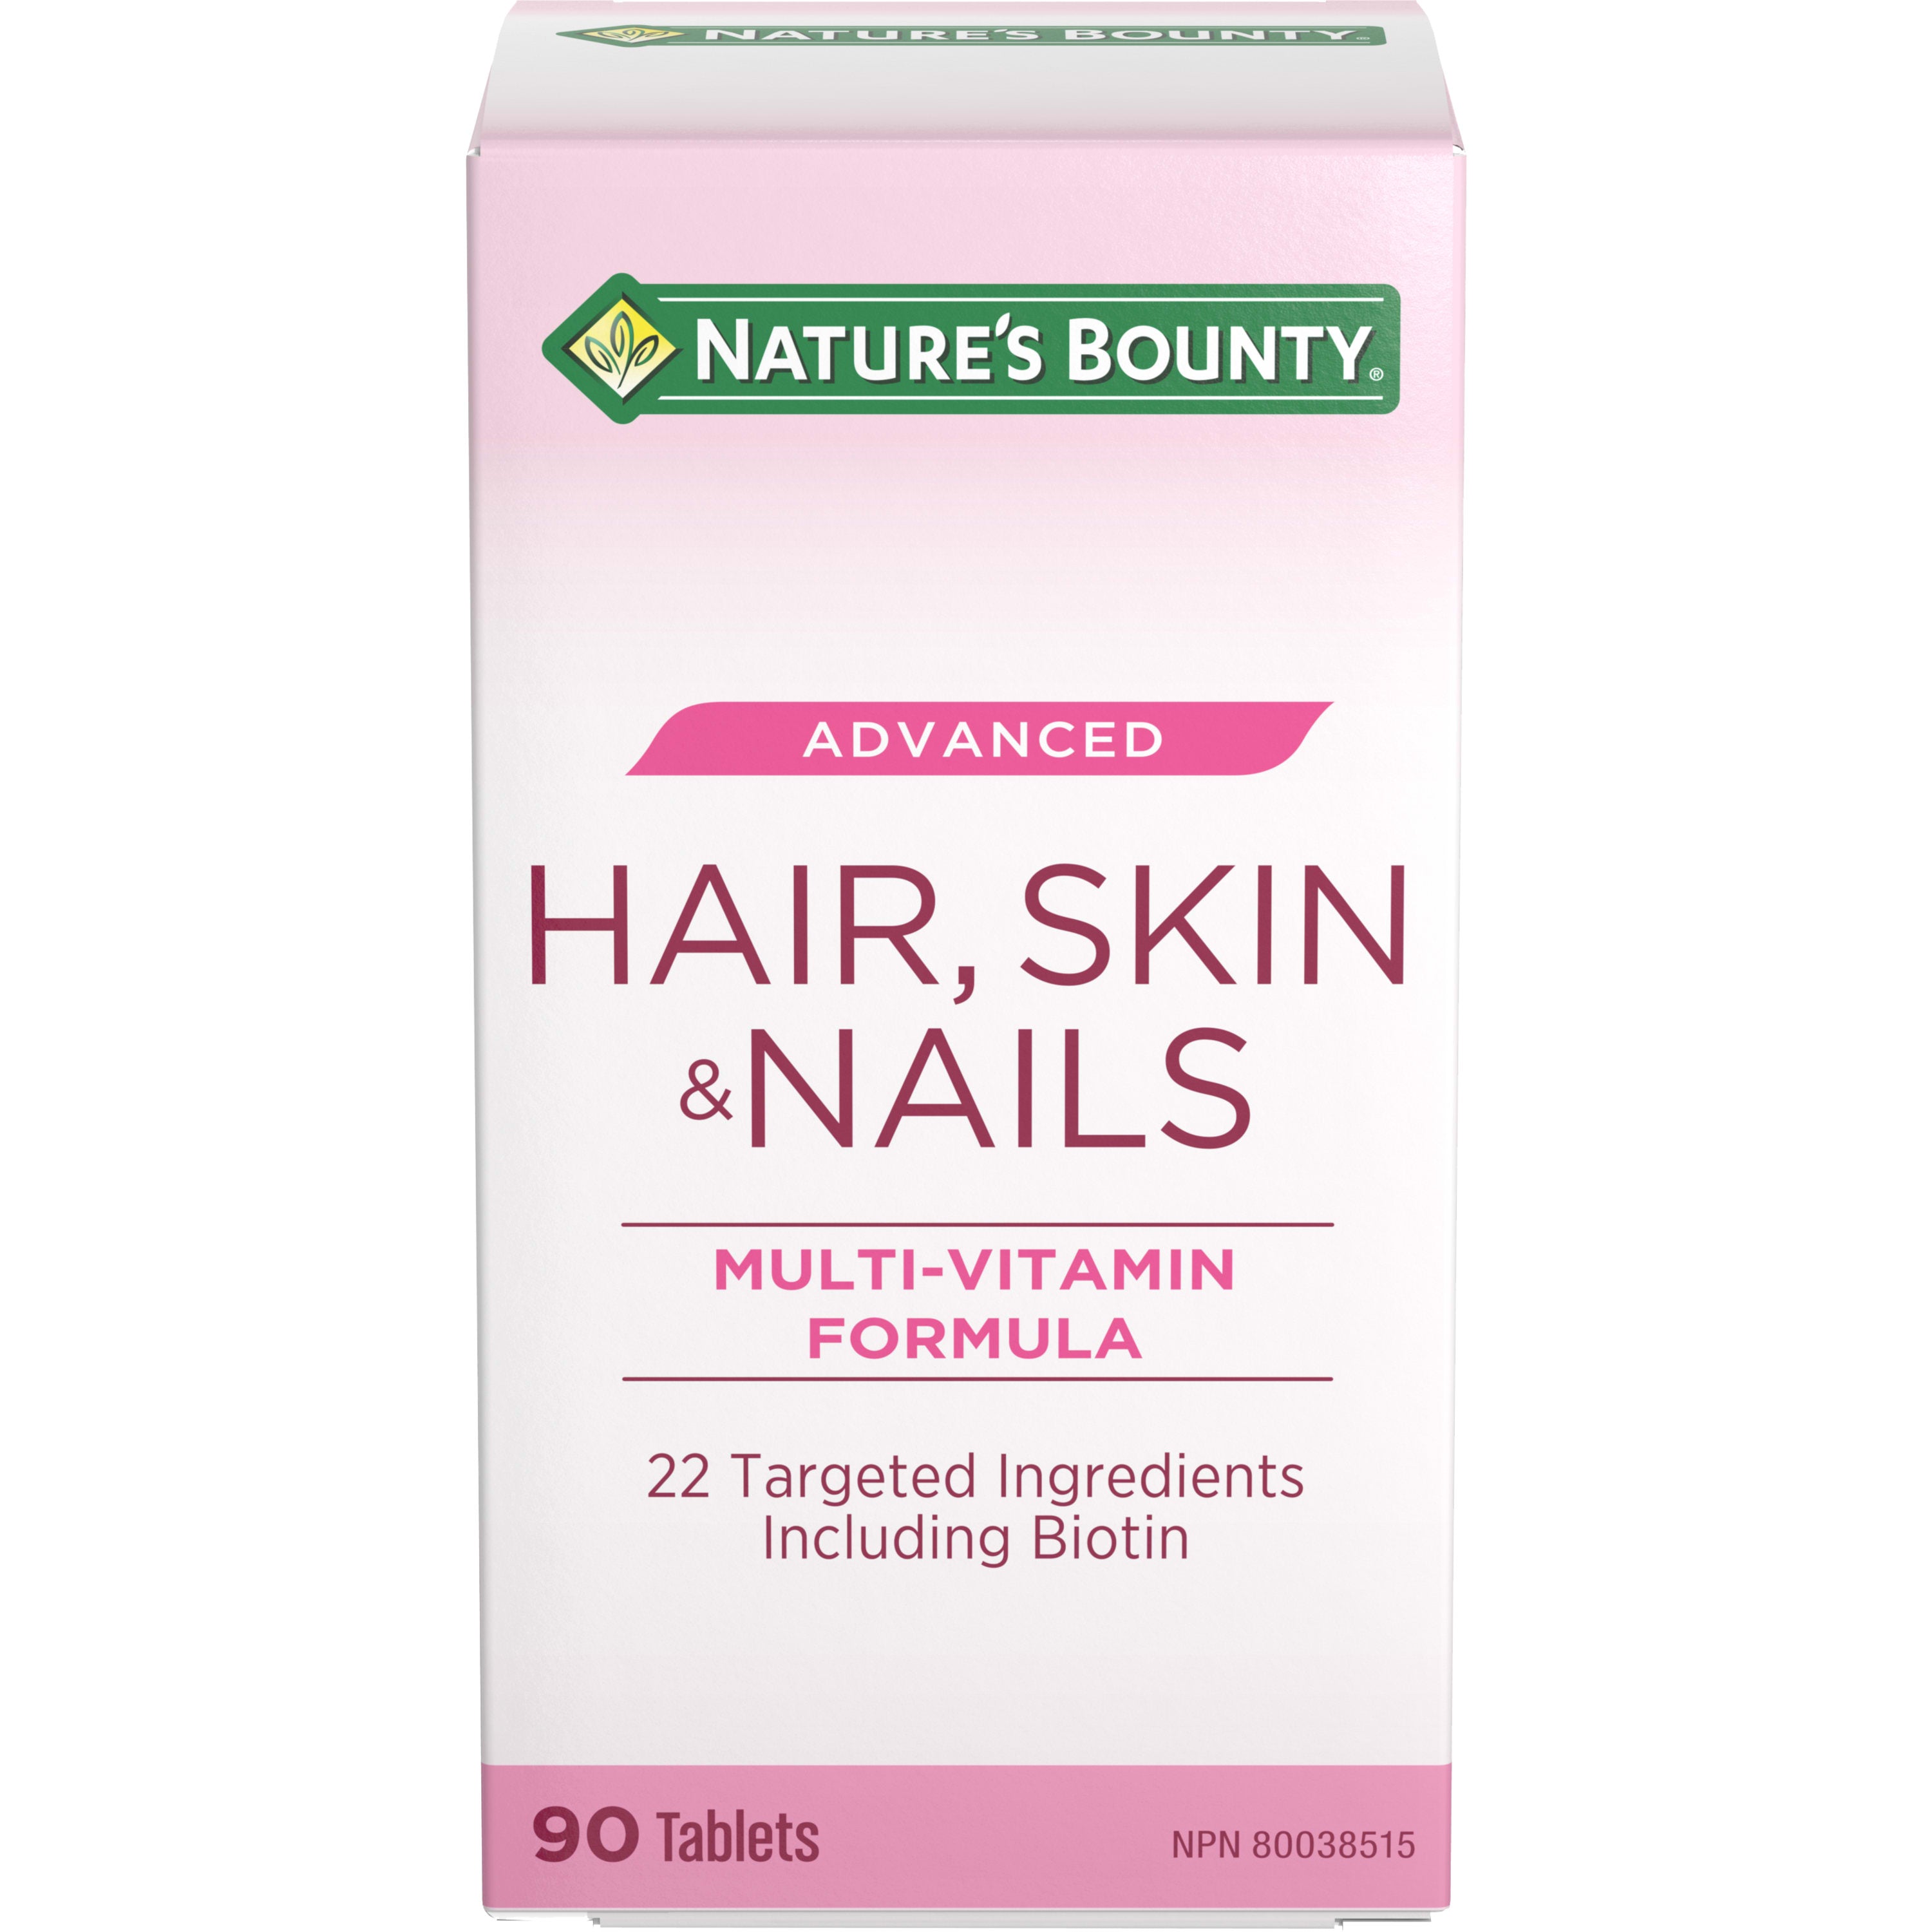 NATURE'S BOUNTY®
NATURE'S BOUNTY®
ADVANCED
HAIR, SKIN
& NAILS
MULTI-VITAMIN
FORMULA
22 Targeted Ingredients
Including Biotin
90 Tablets
NPN 80038515